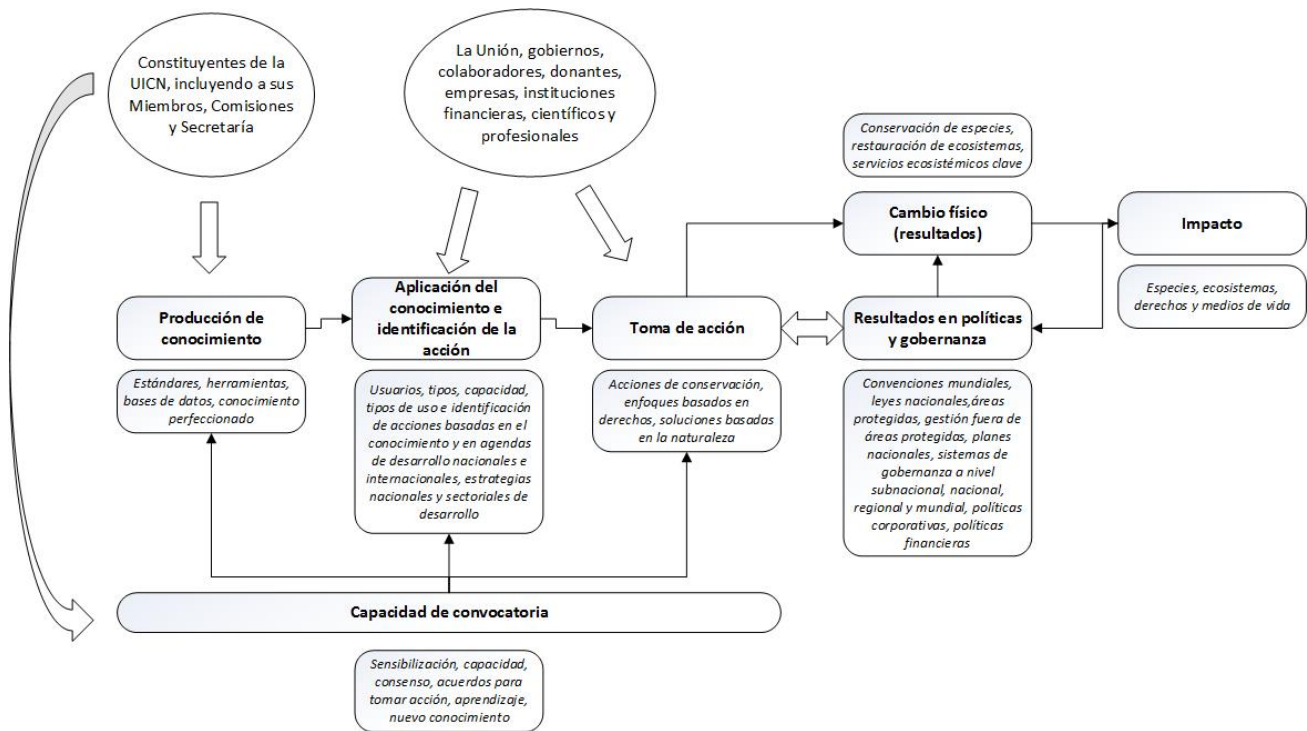 Constituyentes de la
UICN, incluyendo a sus
Miembros, Comisiones
y Secretaría
La Unión, gobiernos,
colaboradores, donantes,
empresas, instituciones
financieras, científicos y
profesionales
Conservación de especies,
restauración de ecosistemas,
servicios ecosistémicos clave
Cambio físico
(resultados)
Impacto
Especies, ecosistemas,
derechos y medios de vida
Producción de
conocimiento
Estándares, herramientas,
bases de datos, conocimiento
perfeccionado
Aplicación del
conocimiento e
identificación de la
acción
Usuarios, tipos, capacidad,
tipos de uso e identificación
de acciones basadas en el
conocimiento y en agendas
de desarrollo nacionales e
internacionales, estrategias
nacionales y sectoriales de
desarrollo
Toma de acción
Acciones de conservación,
enfoques basados en
derechos, soluciones basadas
en la naturaleza
Resultados en políticas
y gobernanza
Convenciones mundiales,
leyes nacionales,áreas
protegidas, gestión fuera de
áreas protegidas, planes
nacionales, sistemas de
gobernanza a nivel
subnacional, nacional,
regional y mundial, políticas
corporativas, políticas
financieras
Capacidad de convocatoria
Sensibilización, capacidad,
consenso, acuerdos para
tomar acción, aprendizaje,
nuevo conocimiento